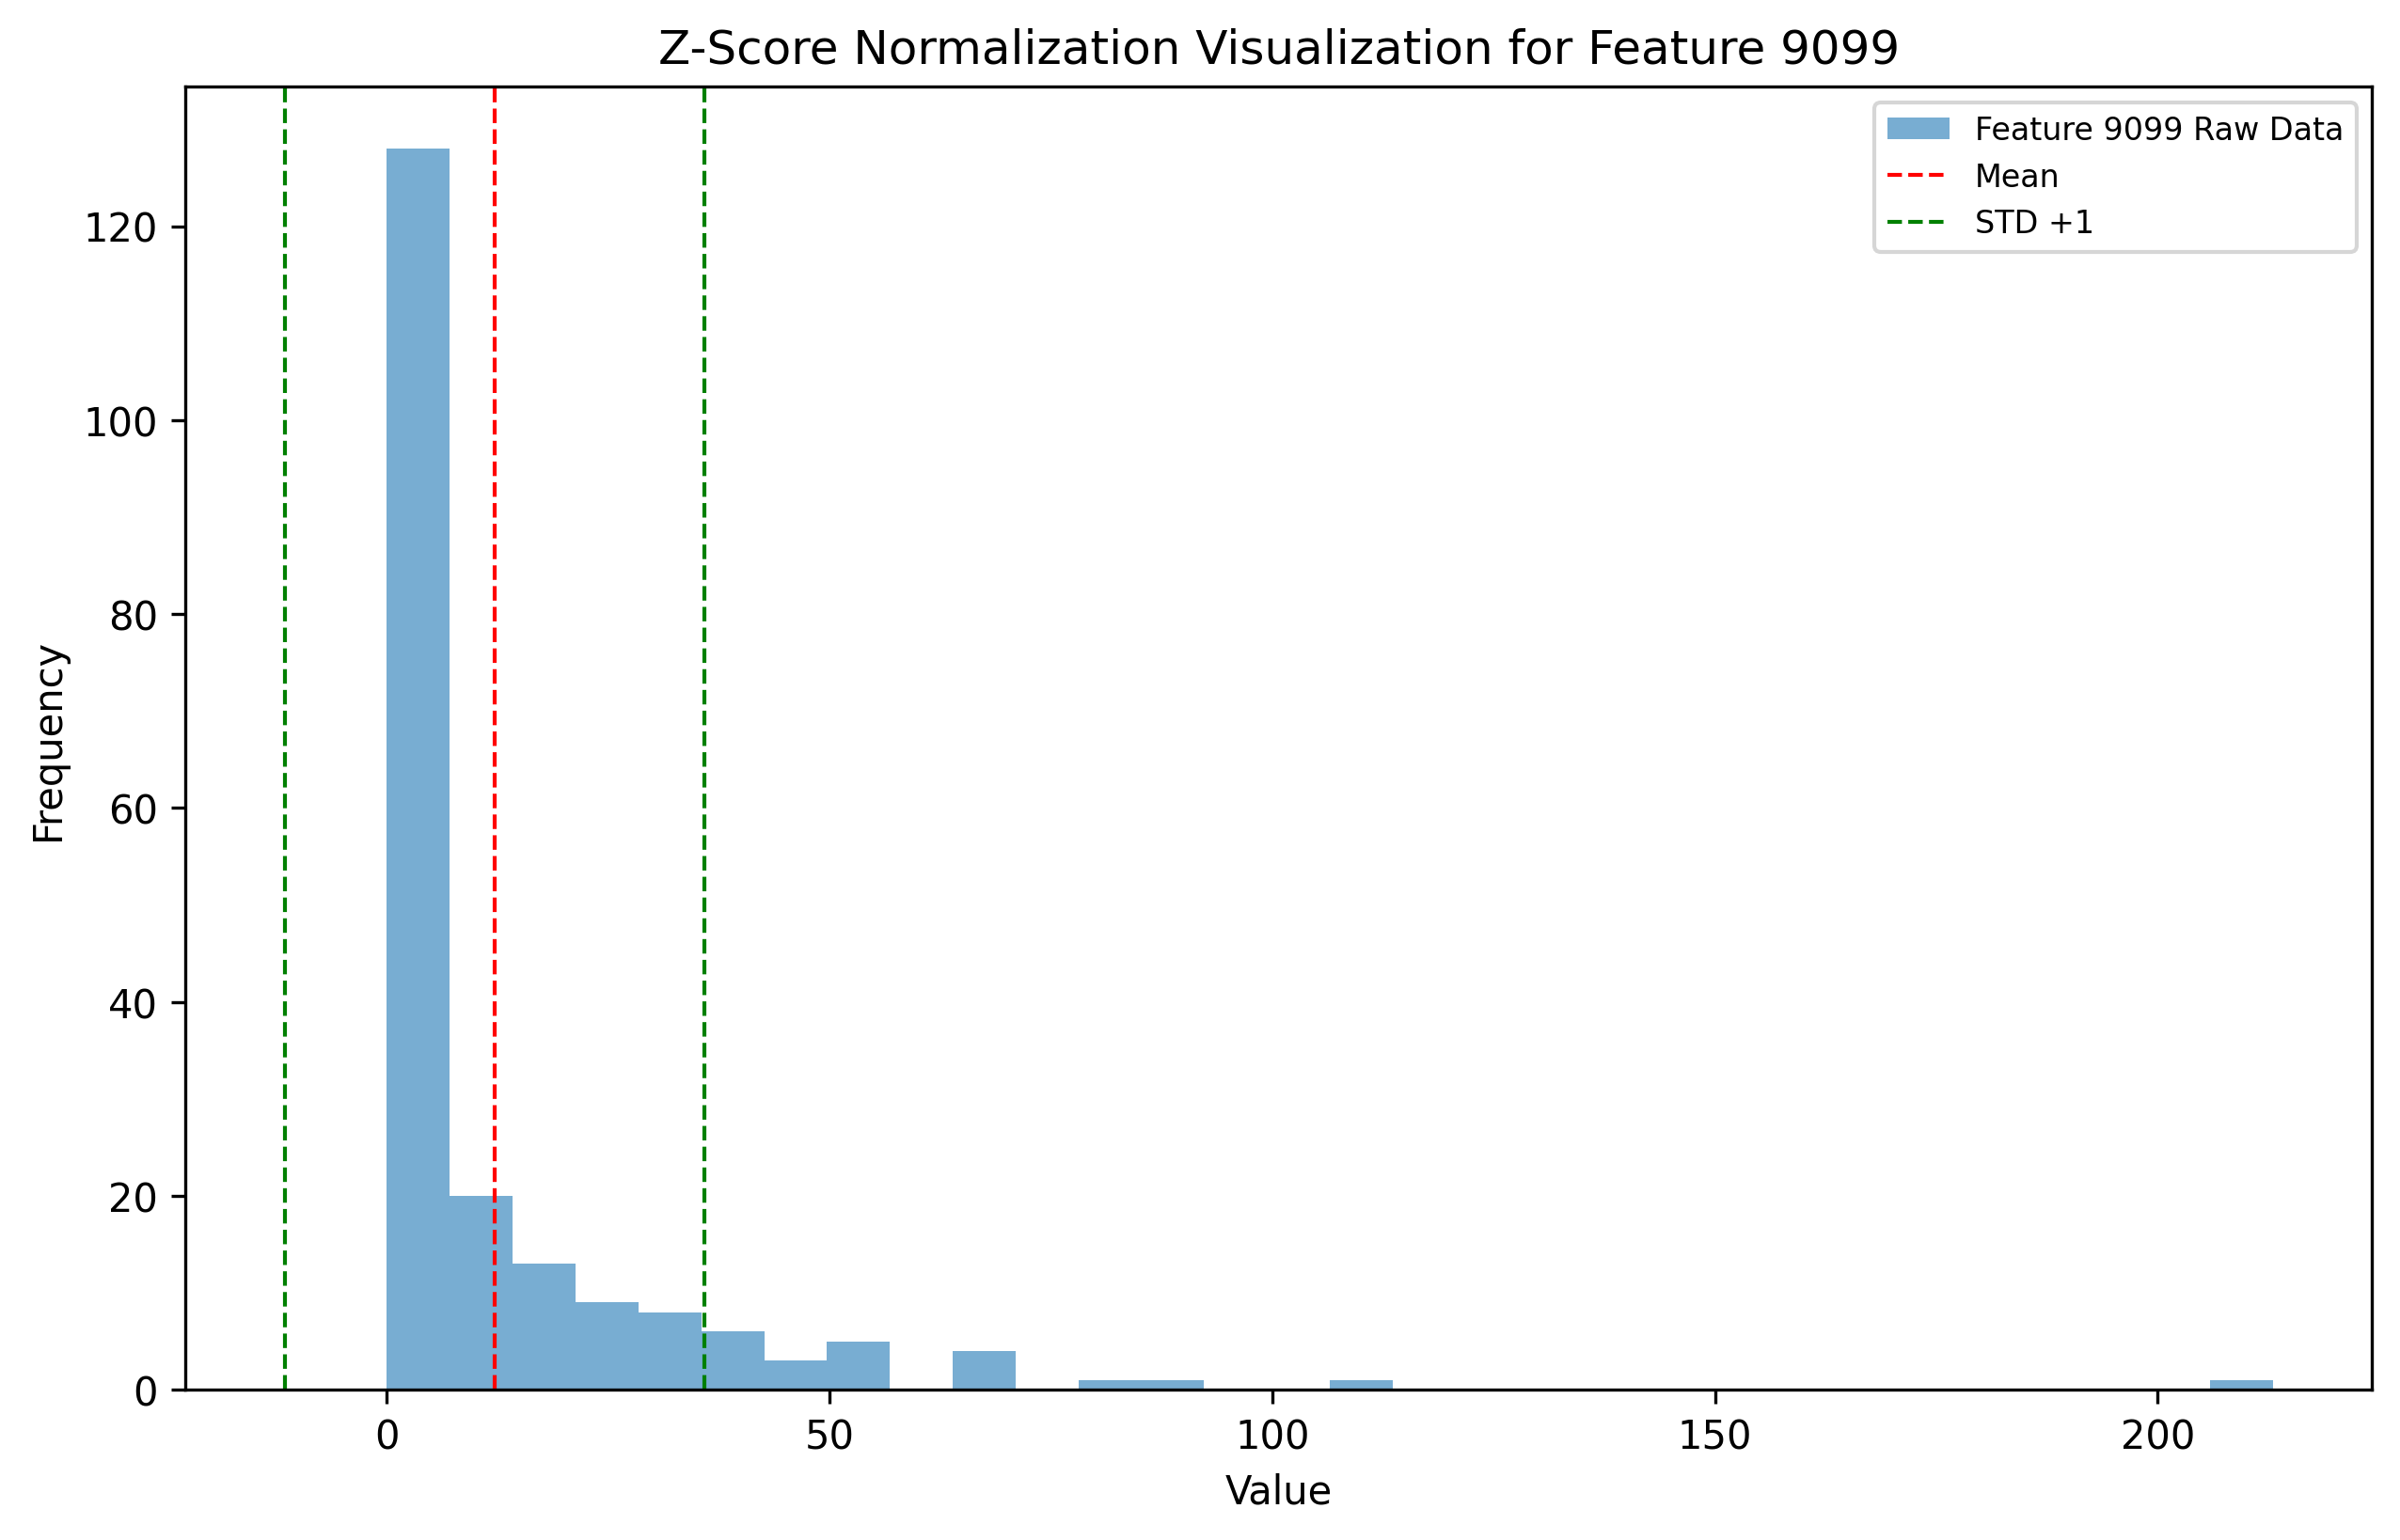 Z-Score Normalization Visualization for Feature 9099
Feature 9099 Raw Data
Mean
STD +1
Frequency
120
100
80
60
40
20
0
0 50 100 150 200
Value